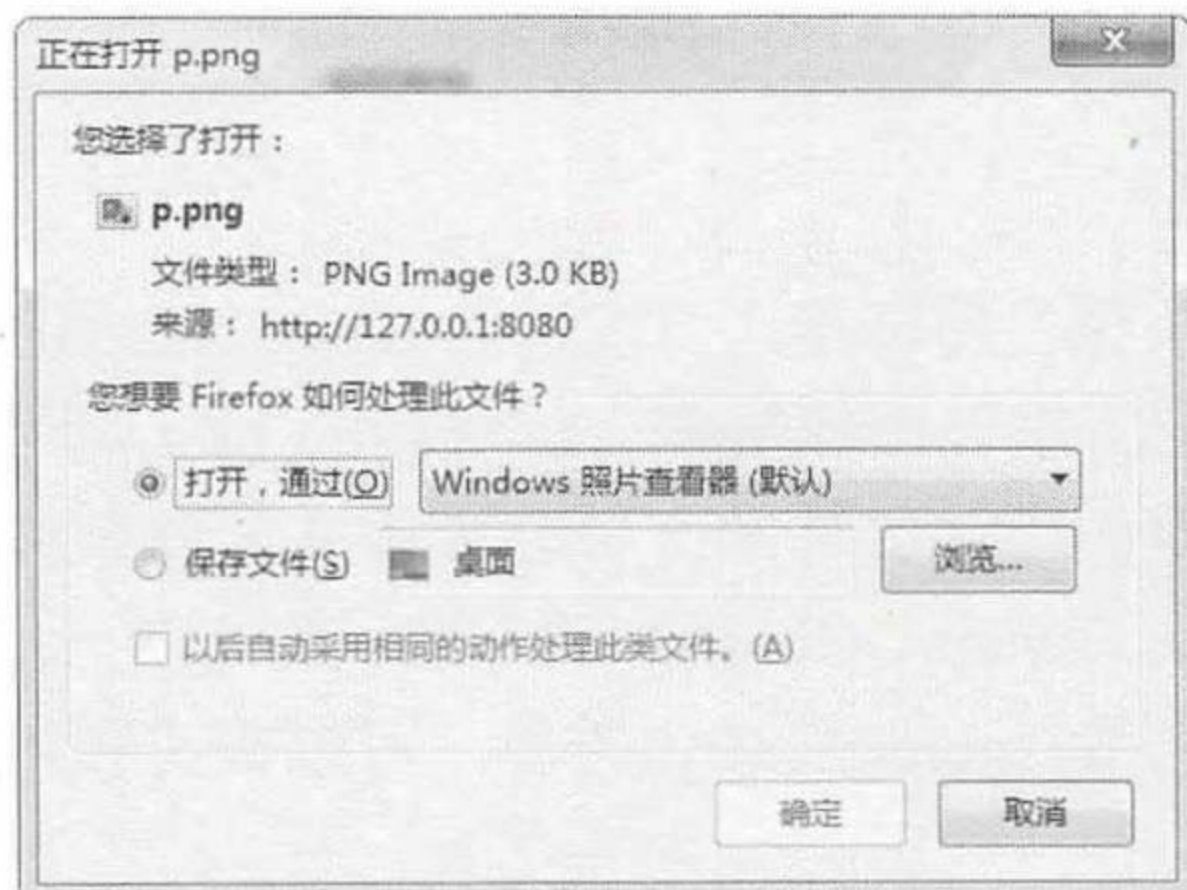 正在打开 p.png
您选择了打开：
p.png
文件类型： PNG Image (3.0 KB)
来源： http://127.0.0.1:8080
您想要 Firefox 如何处理此文件？
打开，通过(O) Windows 照片查看器 (默认)
保存文件(S) 桌面 浏览...
以后自动采用相同的动作处理此类文件。(A)
确定 取消